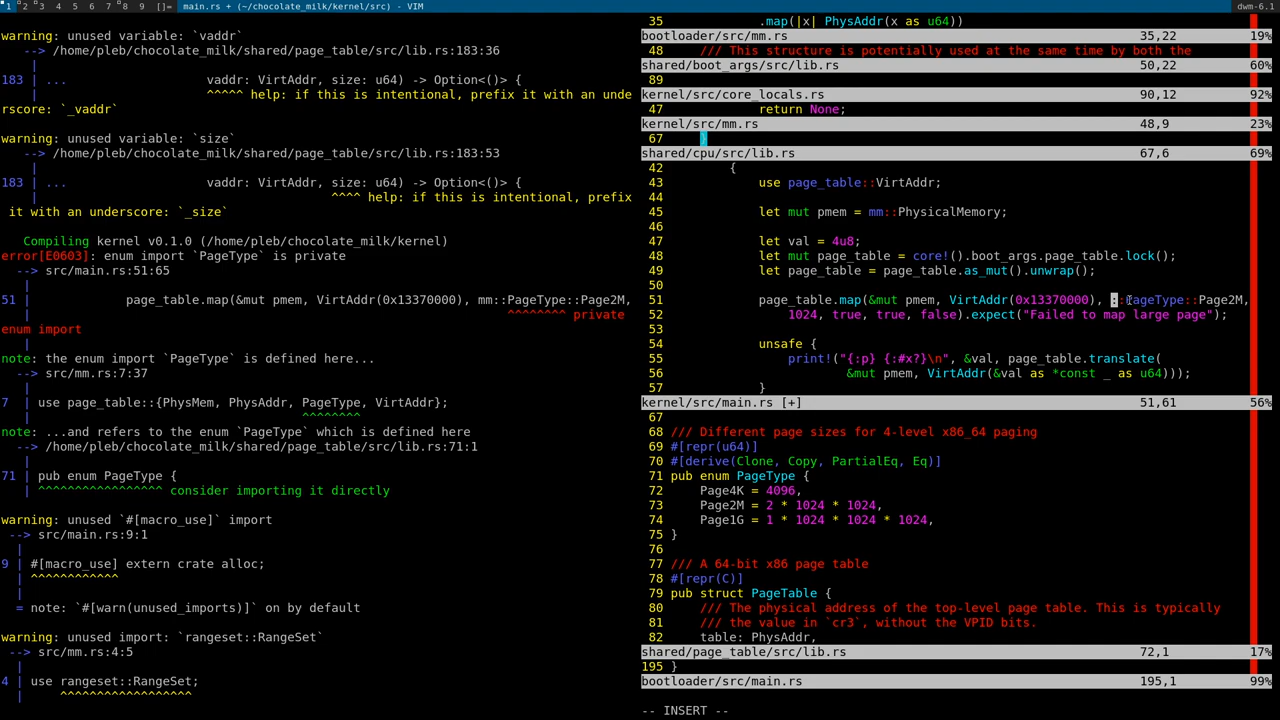 1 2 3 4 5 6 7 8 9 []= main.rs + (~/chocolate_milk/kernel/src) - VIM dwm-6.1
warning: unused variable: `vaddr`
--> /home/pleb/chocolate_milk/shared/page_table/src/lib.rs:183:36
|
183 | ... vaddr: VirtAddr, size: u64) -> Option<()> {
| ^^^^^ help: if this is intentional, prefix it with an unde
rscore: `_vaddr`
warning: unused variable: `size`
--> /home/pleb/chocolate_milk/shared/page_table/src/lib.rs:183:53
|
183 | ... vaddr: VirtAddr, size: u64) -> Option<()> {
| ^^^^ help: if this is intentional, prefix
it with an underscore: `_size`
Compiling kernel v0.1.0 (/home/pleb/chocolate_milk/kernel)
error[E0603]: enum import `PageType` is private
--> src/main.rs:51:65
|
51 | page_table.map(&mut pmem, VirtAddr(0x13370000), mm::PageType::Page2M,
| ^^^^^^^^ private
enum import
|
note: the enum import `PageType` is defined here...
--> src/mm.rs:7:37
|
7 | use page_table::{PhysMem, PhysAddr, PageType, VirtAddr};
| ^^^^^^^^
note: ...and refers to the enum `PageType` which is defined here
--> /home/pleb/chocolate_milk/shared/page_table/src/lib.rs:71:1
|
71 | pub enum PageType {
| ^^^^^^^^^^^^^^^^^ consider importing it directly
warning: unused `#[macro_use]` import
--> src/main.rs:9:1
|
9 | #[macro_use] extern crate alloc;
| ^^^^^^^^^^^^
|
= note: `#[warn(unused_imports)]` on by default
warning: unused import: `rangeset::RangeSet`
--> src/mm.rs:4:5
|
4 | use rangeset::RangeSet;
| ^^^^^^^^^^^^^^^^^^
35 .map(|x| PhysAddr(x as u64))
bootloader/src/mm.rs 35,22 19%
48 /// This structure is potentially used at the same time by both the
shared/boot_args/src/lib.rs 50,22 60%
89
kernel/src/core_locals.rs 90,12 92%
47 return None;
kernel/src/mm.rs 48,9 23%
67 }
shared/cpu/src/lib.rs 67,6 69%
42 {
43 use page_table::VirtAddr;
44
45 let mut pmem = mm::PhysicalMemory;
46
47 let val = 4u8;
48 let mut page_table = core!().boot_args.page_table.lock();
49 let page_table = page_table.as_mut().unwrap();
50
51 page_table.map(&mut pmem, VirtAddr(0x13370000), ::PageType::Page2M,
52 1024, true, true, false).expect("Failed to map large page");
53
54 unsafe {
55 print!("{:p} {:#x?}\n", &val, page_table.translate(
56 &mut pmem, VirtAddr(&val as *const _ as u64)));
57 }
kernel/src/main.rs [+] 51,61 56%
67
68 /// Different page sizes for 4-level x86_64 paging
69 #[repr(u64)]
70 #[derive(Clone, Copy, PartialEq, Eq)]
71 pub enum PageType {
72 Page4K = 4096,
73 Page2M = 2 * 1024 * 1024,
74 Page1G = 1 * 1024 * 1024 * 1024,
75 }
76
77 /// A 64-bit x86 page table
78 #[repr(C)]
79 pub struct PageTable {
80 /// The physical address of the top-level page table. This is typically
81 /// the value in `cr3`, without the VPID bits.
82 table: PhysAddr,
shared/page_table/src/lib.rs 72,1 17%
195 }
bootloader/src/main.rs 195,1 99%
-- INSERT --